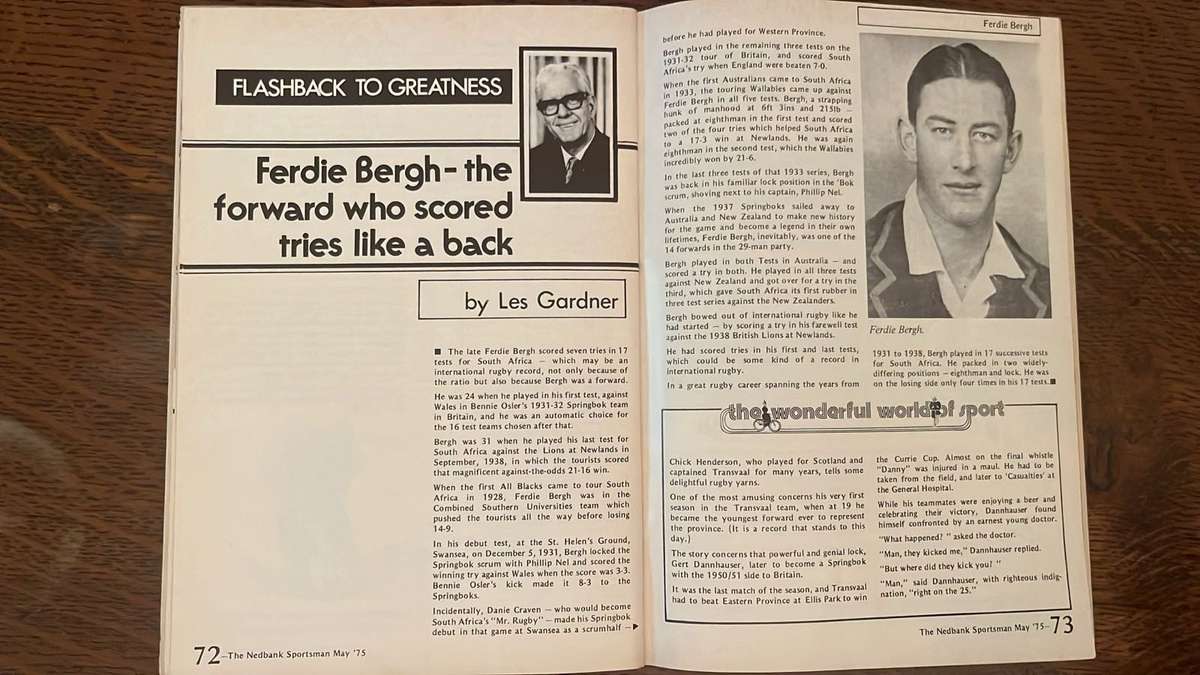 FLASHBACK TO GREATNESS
Ferdie Bergh - the
forward who scored
tries like a back
by Les Gardner
■ The late Ferdie Bergh scored seven tries in 17
tests for South Africa — which may be an
international rugby record, not only because of
the ratio but also because Bergh was a forward.
He was 24 when he played in his first test, against
Wales in Bennie Osler's 1931-32 Springbok team
in Britain, and he was an automatic choice for
the 16 test teams chosen after that.
Bergh was 31 when he played his last test for
South Africa against the Lions at Newlands in
September, 1938, in which the tourists scored
that magnificent against-the-odds 21-16 win.
When the first All Blacks came to tour South
Africa in 1928, Ferdie Bergh was in the
Combined Southern Universities team which
pushed the tourists all the way before losing
14-9.
In his debut test, at the St. Helen's Ground,
Swansea, on December 5, 1931, Bergh locked the
Springbok scrum with Phillip Nel and scored the
winning try against Wales when the score was 3-3.
Bennie Osler's kick made it 8-3 to the
Springboks.
Incidentally, Danie Craven — who would become
South Africa's "Mr. Rugby" — made his Springbok
debut in that game at Swansea as a scrumhalf —►
72—The Nedbank Sportsman May '75
Ferdie Bergh
before he had played for Western Province.
Bergh played in the remaining three tests on the
1931-32 tour of Britain, and scored South
Africa's try when England were beaten 7-0.
When the first Australians came to South Africa
in 1933, the touring Wallabies came up against
Ferdie Bergh in all five tests. Bergh, a strapping
hunk of manhood at 6ft 3ins and 215lb —
packed at eighthman in the first test and scored
two of the four tries which helped South Africa
to a 17-3 win at Newlands. He was again
eighthman in the second test, which the Wallabies
incredibly won by 21-6.
In the last three tests of that 1933 series, Bergh
was back in his familiar lock position in the 'Bok
scrum, shoving next to his captain, Phillip Nel.
When the 1937 Springboks sailed away to
Australia and New Zealand to make new history
for the game and become a legend in their own
lifetimes, Ferdie Bergh, inevitably, was one of the
14 forwards in the 29-man party.
Bergh played in both Tests in Australia — and
scored a try in both. He played in all three tests
against New Zealand and got over for a try in the
third, which gave South Africa its first rubber in
three test series against the New Zealanders.
Bergh bowed out of international rugby like he
had started — by scoring a try in his farewell test
against the 1938 British Lions at Newlands.
He had scored tries in his first and last tests,
which could be some kind of a record in
international rugby.
In a great rugby career spanning the years from
Ferdie Bergh.
1931 to 1938, Bergh played in 17 successive tests
for South Africa. He packed in two widely-
differing positions — eighthman and lock. He was
on the losing side only four times in his 17 tests.■
the wonderful world of sport
Chick Henderson, who played for Scotland and
captained Transvaal for many years, tells some
delightful rugby yarns.
One of the most amusing concerns his very first
season in the Transvaal team, when at 19 he
became the youngest forward ever to represent
the province. (It is a record that stands to this
day.)
The story concerns that powerful and genial lock,
Gert Dannhauser, later to become a Springbok
with the 1950/51 side to Britain.
It was the last match of the season, and Transvaal
had to beat Eastern Province at Ellis Park to win
the Currie Cup. Almost on the final whistle
"Danny" was injured in a maul. He had to be
taken from the field, and later to 'Casualties' at
the General Hospital.
While his teammates were enjoying a beer and
celebrating their victory, Dannhauser found
himself confronted by an earnest young doctor.
"What happened? " asked the doctor.
"Man, they kicked me," Dannhauser replied.
"But where did they kick you? "
"Man," said Dannhauser, with righteous indig-
nation, "right on the 25."
The Nedbank Sportsman May '75—73